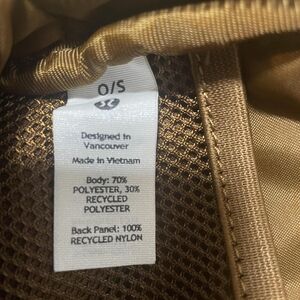 O/S
Designed in
Vancouver
Made in Vietnam
Body: 70%
POLYESTER, 30%
RECYCLED
POLYESTER
Back Panel: 100%
RECYCLED NYLON